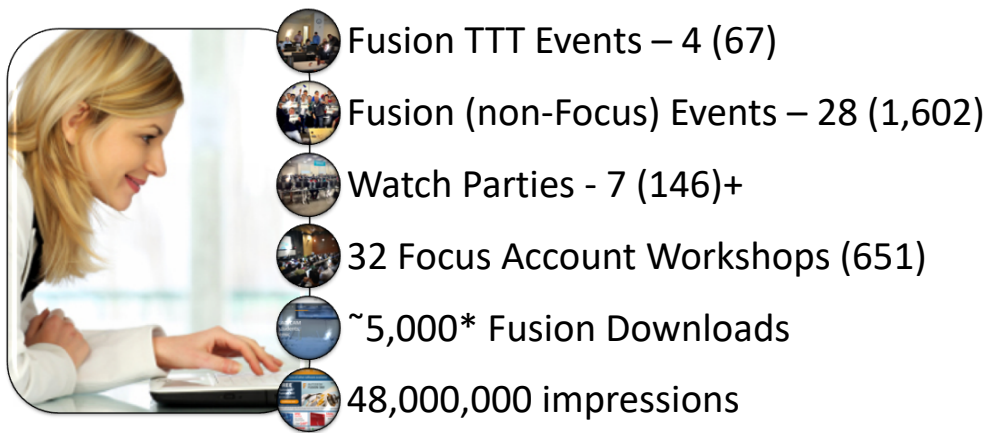 Fusion TTT Events – 4 (67)
Fusion (non-Focus) Events – 28 (1,602)
Watch Parties - 7 (146)+
32 Focus Account Workshops (651)
~5,000* Fusion Downloads
48,000,000 impressions